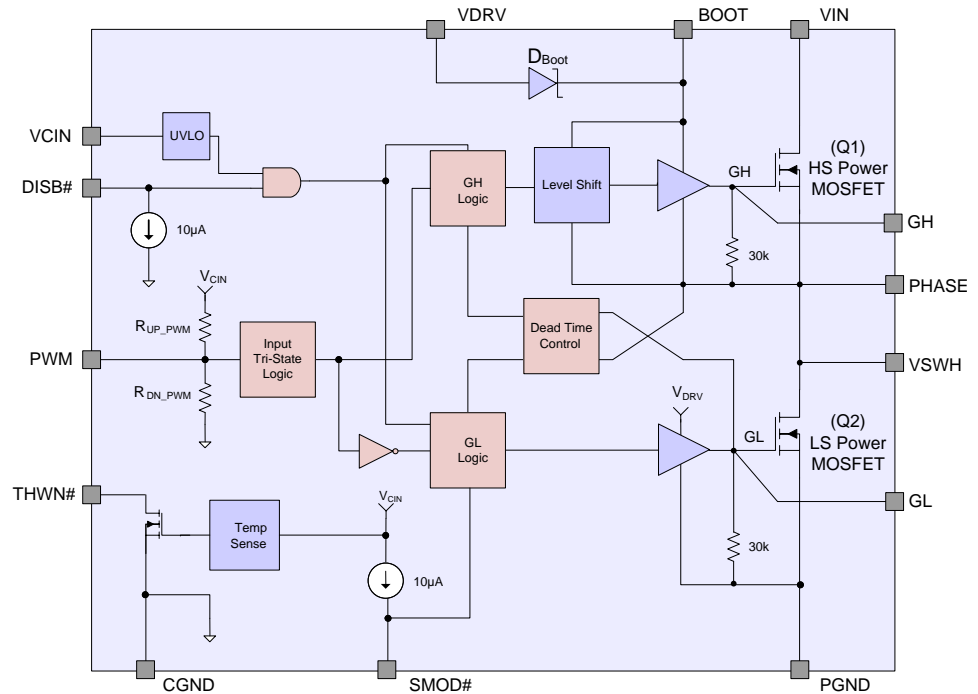 VDRV
BOOT
VIN
DBoot
VCIN
UVLO
(Q1)
HS Power
MOSFET
GH
GH
Logic
Level Shift
DISB#
10µA
30k
GH
VCIN
PHASE
RUP_PWM
Dead Time
Control
Input
Tri-State
Logic
PWM
VSWH
RDN_PWM
VDRV
(Q2)
LS Power
MOSFET
GL
GL
Logic
THWN#
VCIN
GL
Temp
Sense
30k
10µA
CGND
SMOD#
PGND